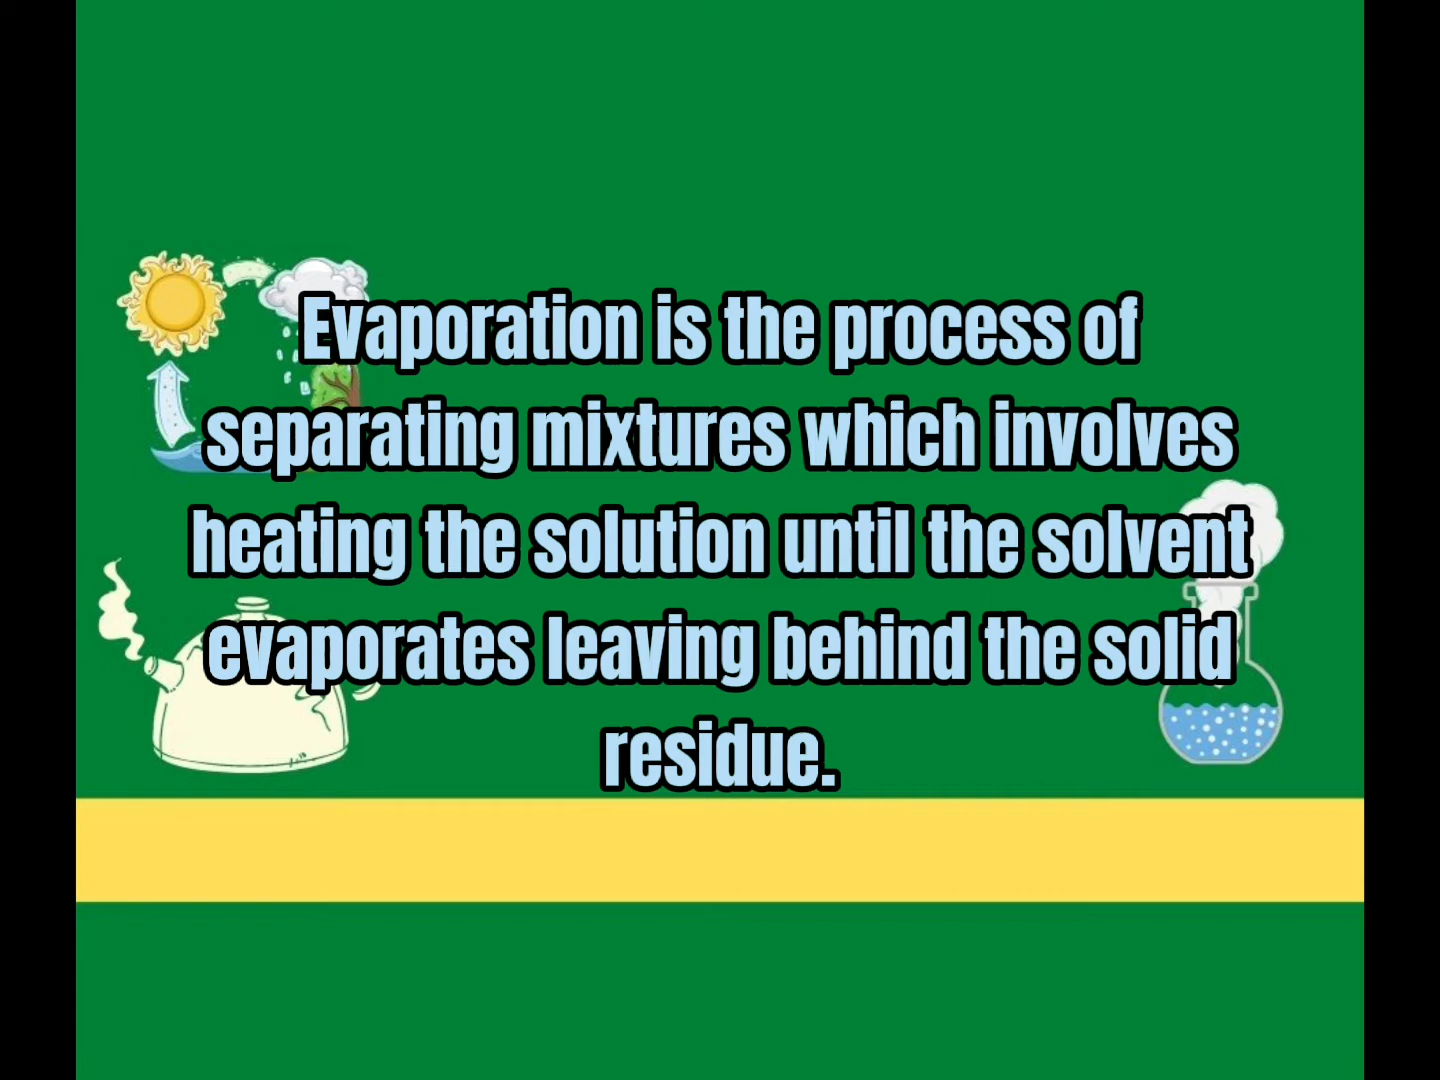 Evaporation is the process of
separating mixtures which involves
heating the solution until the solvent
evaporates leaving behind the solid
residue.